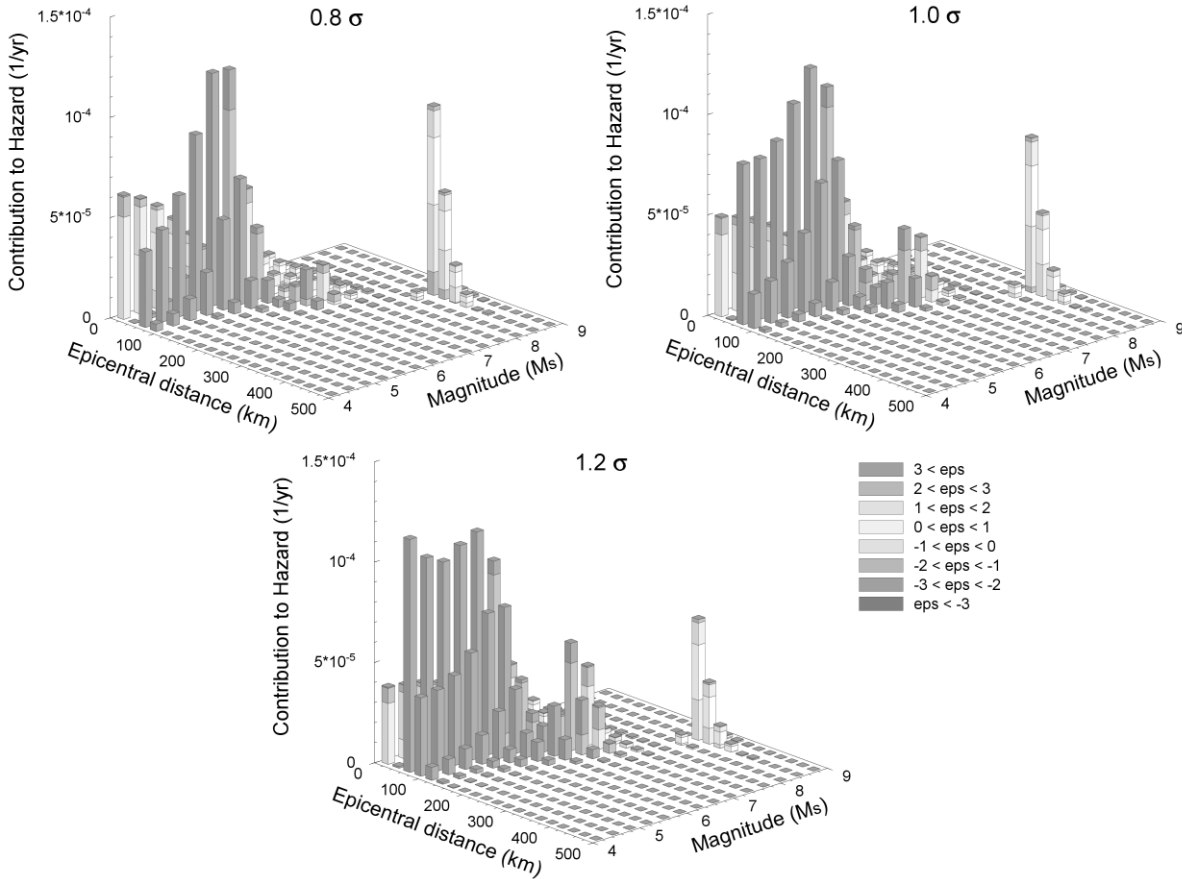 0.8 σ
Contribution to Hazard (1/yr)
1.5*10-4
10-4
5*10-5
0
0
100
200
300
400
500
Epicentral distance (km)
4
5
6
7
8
9
Magnitude (Ms)
1.0 σ
Contribution to Hazard (1/yr)
1.5*10-4
10-4
5*10-5
0
0
100
200
300
400
500
Epicentral distance (km)
4
5
6
7
8
9
Magnitude (Ms)
1.2 σ
Contribution to Hazard (1/yr)
1.5*10-4
10-4
5*10-5
0
0
100
200
300
400
500
Epicentral distance (km)
4
5
6
7
8
9
Magnitude (Ms)
3 < eps
2 < eps < 3
1 < eps < 2
0 < eps < 1
-1 < eps < 0
-2 < eps < -1
-3 < eps < -2
eps < -3